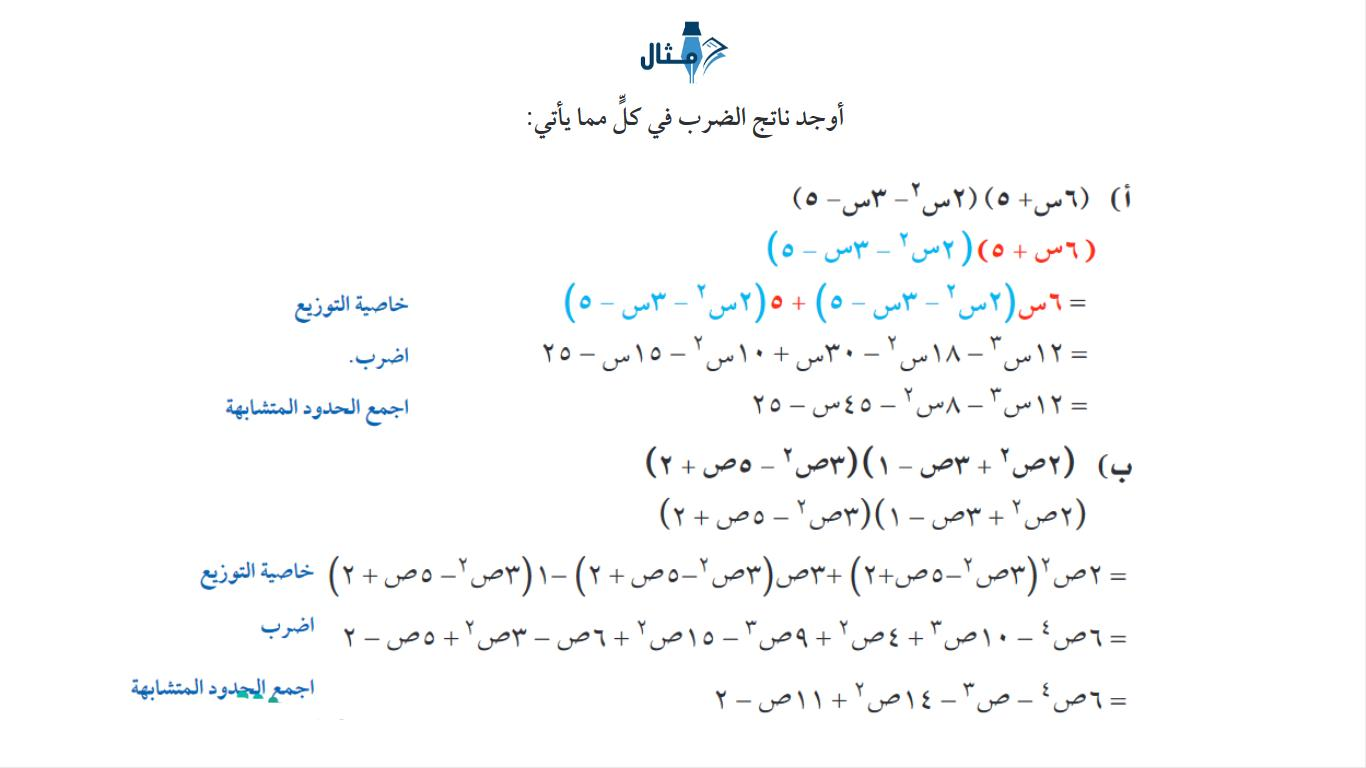 مثال
أوجد ناتج الضرب في كلٍّ مما يأتي:
أ) (٦س+ ٥)(٢س٢– ٣س– ٥)
(٦س + ٥)(٢س٢ – ٣س – ٥)
= ٦س(٢س٢ – ٣س – ٥) + ٥(٢س٢ – ٣س – ٥) خاصية التوزيع
= ١٢س٣ – ١٨س٢ – ٣٠س + ١٠س٢ – ١٥س – ٢٥ اضرب.
= ١٢س٣ – ٨س٢ – ٤٥س – ٢٥ اجمع الحدود المتشابهة
ب) (٢ص٢ + ٣ص – ١)(٣ص٢ – ٥ص + ٢)
(٢ص٢ + ٣ص – ١)(٣ص٢ – ٥ص + ٢)
= ٢ص٢(٣ص٢–٥ص+٢) +٣ص(٣ص٢–٥ص + ٢) –١(٣ص٢– ٥ص + ٢) خاصية التوزيع
= ٦ص٤ – ١٠ص٣ + ٤ص٢ + ٩ص٣ – ١٥ص٢ + ٦ص – ٣ص٢ + ٥ص – ٢ اضرب
= ٦ص٤ – ص٣ – ١٤ص٢ + ١١ص – ٢ اجمع الحدود المتشابهة